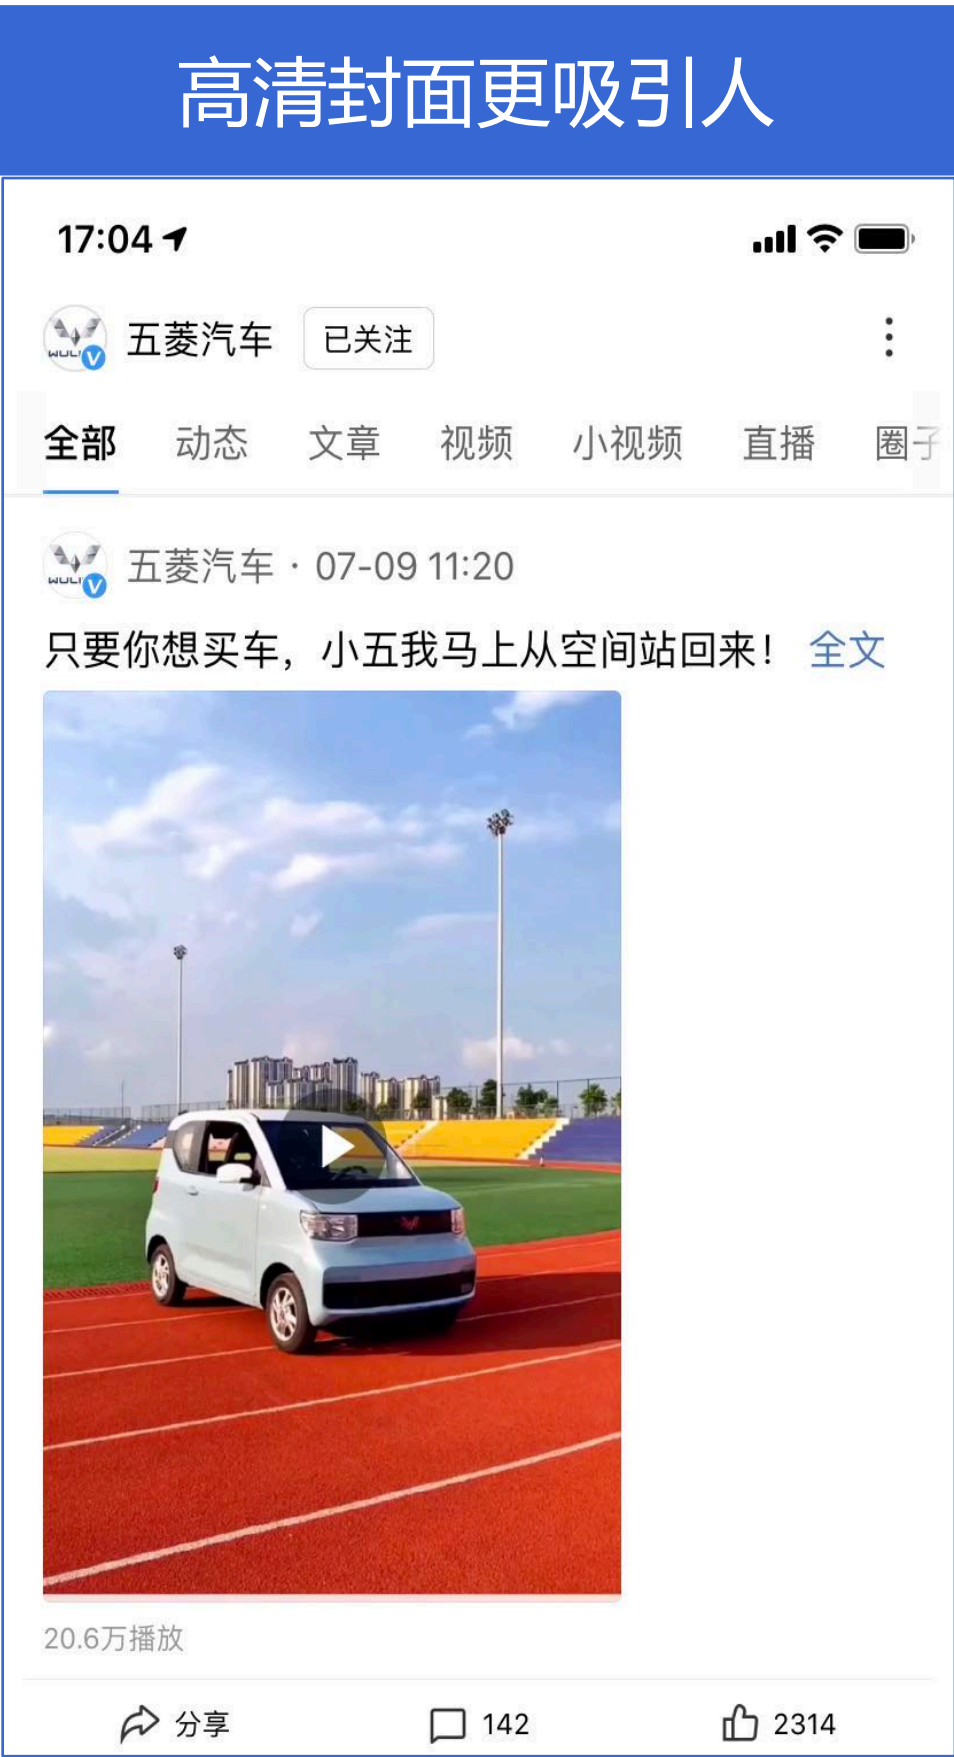 高清封面更吸引人
17:04
五菱汽车 已关注
全部 动态 文章 视频 小视频 直播 圈子
五菱汽车 · 07-09 11:20
只要你想买车，小五我马上从空间站回来！ 全文
20.6万播放
分享 142 2314